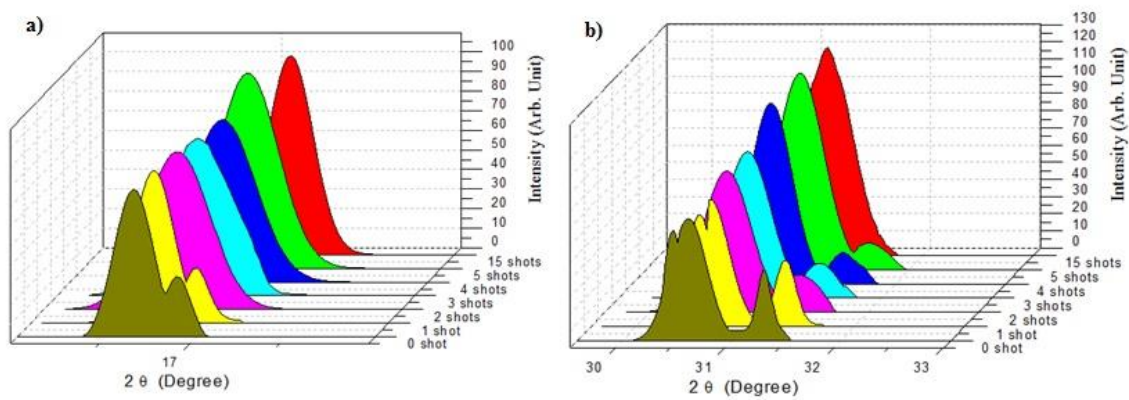 a)
100
90
80
70
60
50
40
30
20
10
0
Intensity (Arb. Unit)
15 shots
5 shots
4 shots
3 shots
2 shots
1 shot
0 shot
17
2 θ (Degree)
b)
130
120
110
100
90
80
70
60
50
40
30
20
10
0
Intensity (Arb. Unit)
15 shots
5 shots
4 shots
3 shots
2 shots
1 shot
0 shot
30
31
32
33
2 θ (Degree)